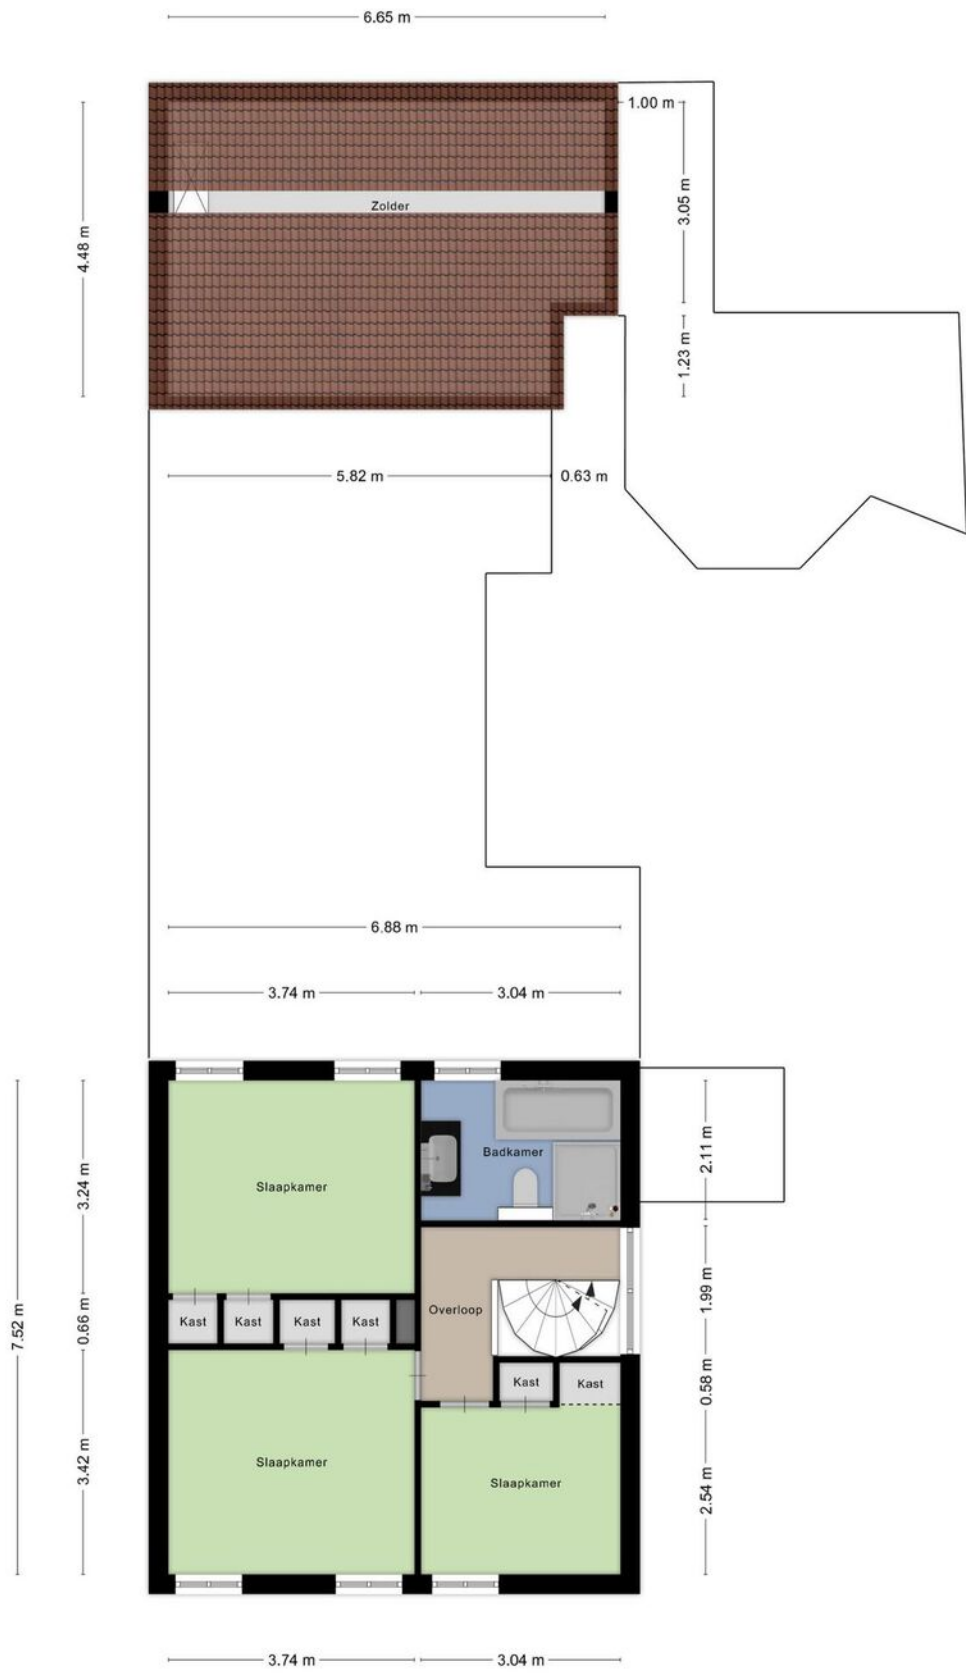 6.65 m
1.00 m
Zolder
3.05 m
4.48 m
1.23 m
5.82 m
0.63 m
6.88 m
3.74 m
3.04 m
2.11 m
Badkamer
3.24 m
Slaapkamer
1.99 m
Overloop
7.52 m
0.66 m
Kast
Kast
Kast
Kast
Kast
Kast
0.58 m
3.42 m
Slaapkamer
Slaapkamer
2.54 m
3.74 m
3.04 m